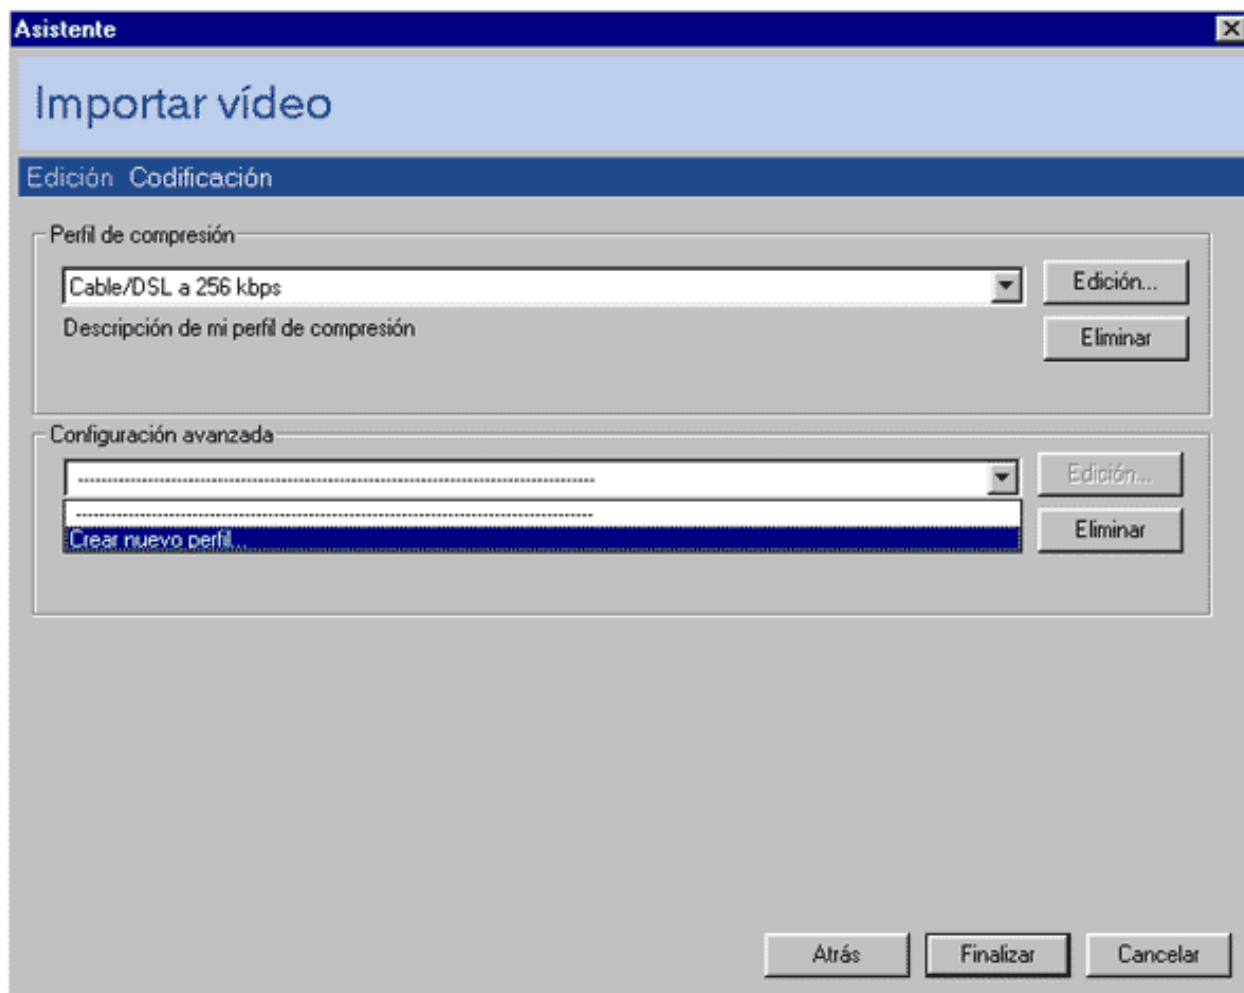 Asistente
Importar vídeo
Edición Codificación
Perfil de compresión
Cable/DSL a 256 kbps
Edición...
Descripción de mi perfil de compresión
Eliminar
Configuración avanzada
Edición...
Crear nuevo perfil...
Eliminar
Atrás Finalizar Cancelar